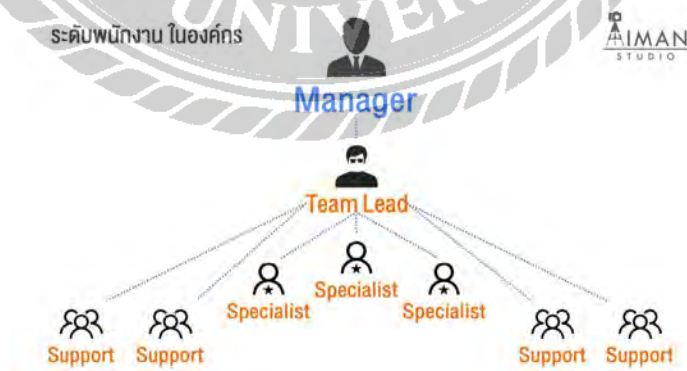 ระดับพนักงาน ในองค์กร
AIMAN
STUDIO
UNIVE
Manager
Team Lead
Specialist
Specialist
Specialist
Support
Support
Support
Support